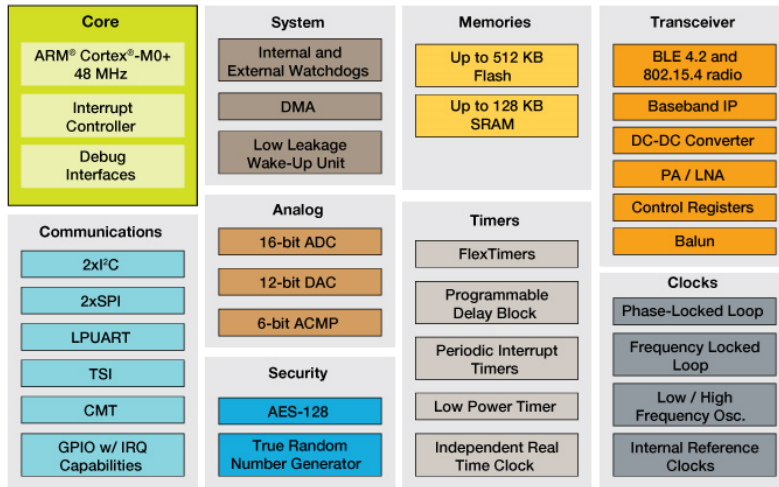 Core
ARM® Cortex®-M0+
48 MHz
Interrupt
Controller
Debug
Interfaces
System
Internal and
External Watchdogs
DMA
Low Leakage
Wake-Up Unit
Memories
Up to 512 KB
Flash
Up to 128 KB
SRAM
Transceiver
BLE 4.2 and
802.15.4 radio
Baseband IP
DC-DC Converter
PA / LNA
Control Registers
Balun
Communications
2xI²C
2xSPI
LPUART
TSI
CMT
GPIO w/ IRQ
Capabilities
Analog
16-bit ADC
12-bit DAC
6-bit ACMP
Security
AES-128
True Random
Number Generator
Timers
FlexTimers
Programmable
Delay Block
Periodic Interrupt
Timers
Low Power Timer
Independent Real
Time Clock
Clocks
Phase-Locked Loop
Frequency Locked
Loop
Low / High
Frequency Osc.
Internal Reference
Clocks